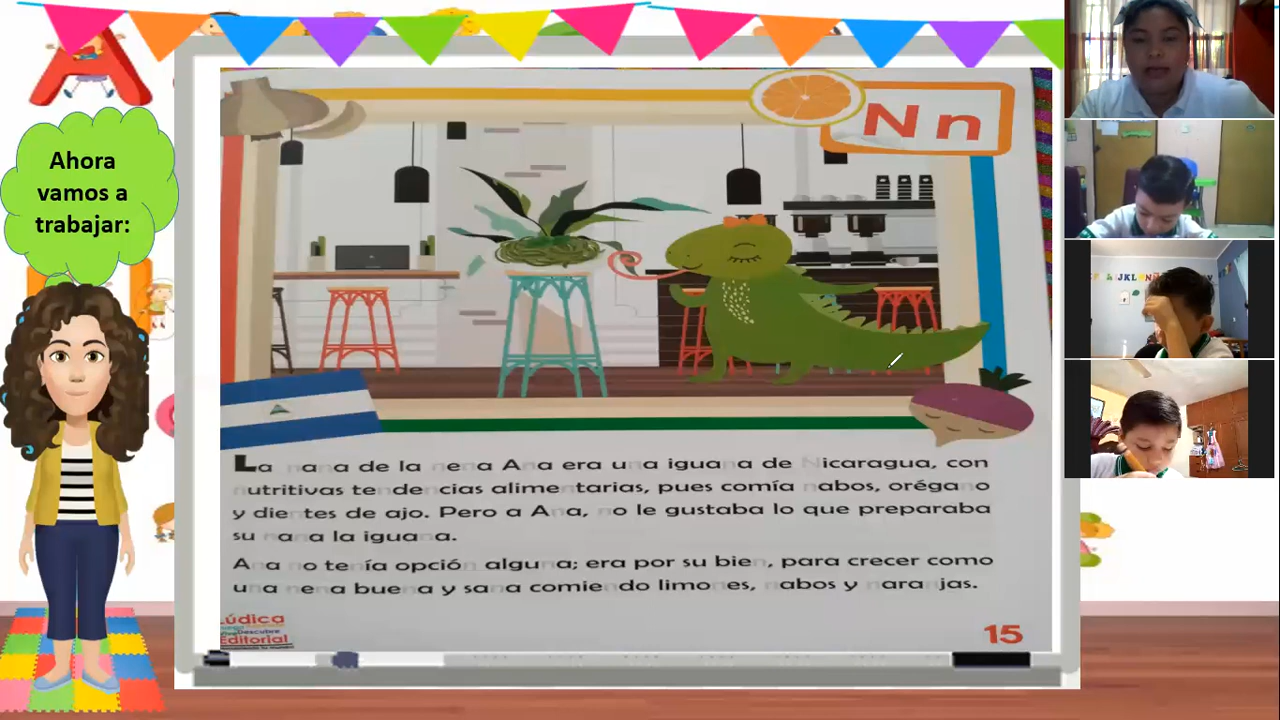 Ahora
vamos a
trabajar:
Nn
La nana de la nena Ana era una iguana de Nicaragua, con
nutritivas tendencias alimentarias, pues comía nabos, orégano
y dientes de ajo. Pero a Ana, no le gustaba lo que preparaba
su nana la iguana.
Ana no tenía opción alguna; era por su bien, para crecer como
una nena buena y sana comiendo limones, nabos y naranjas.
Lúdica
Descubre
Editorial
15